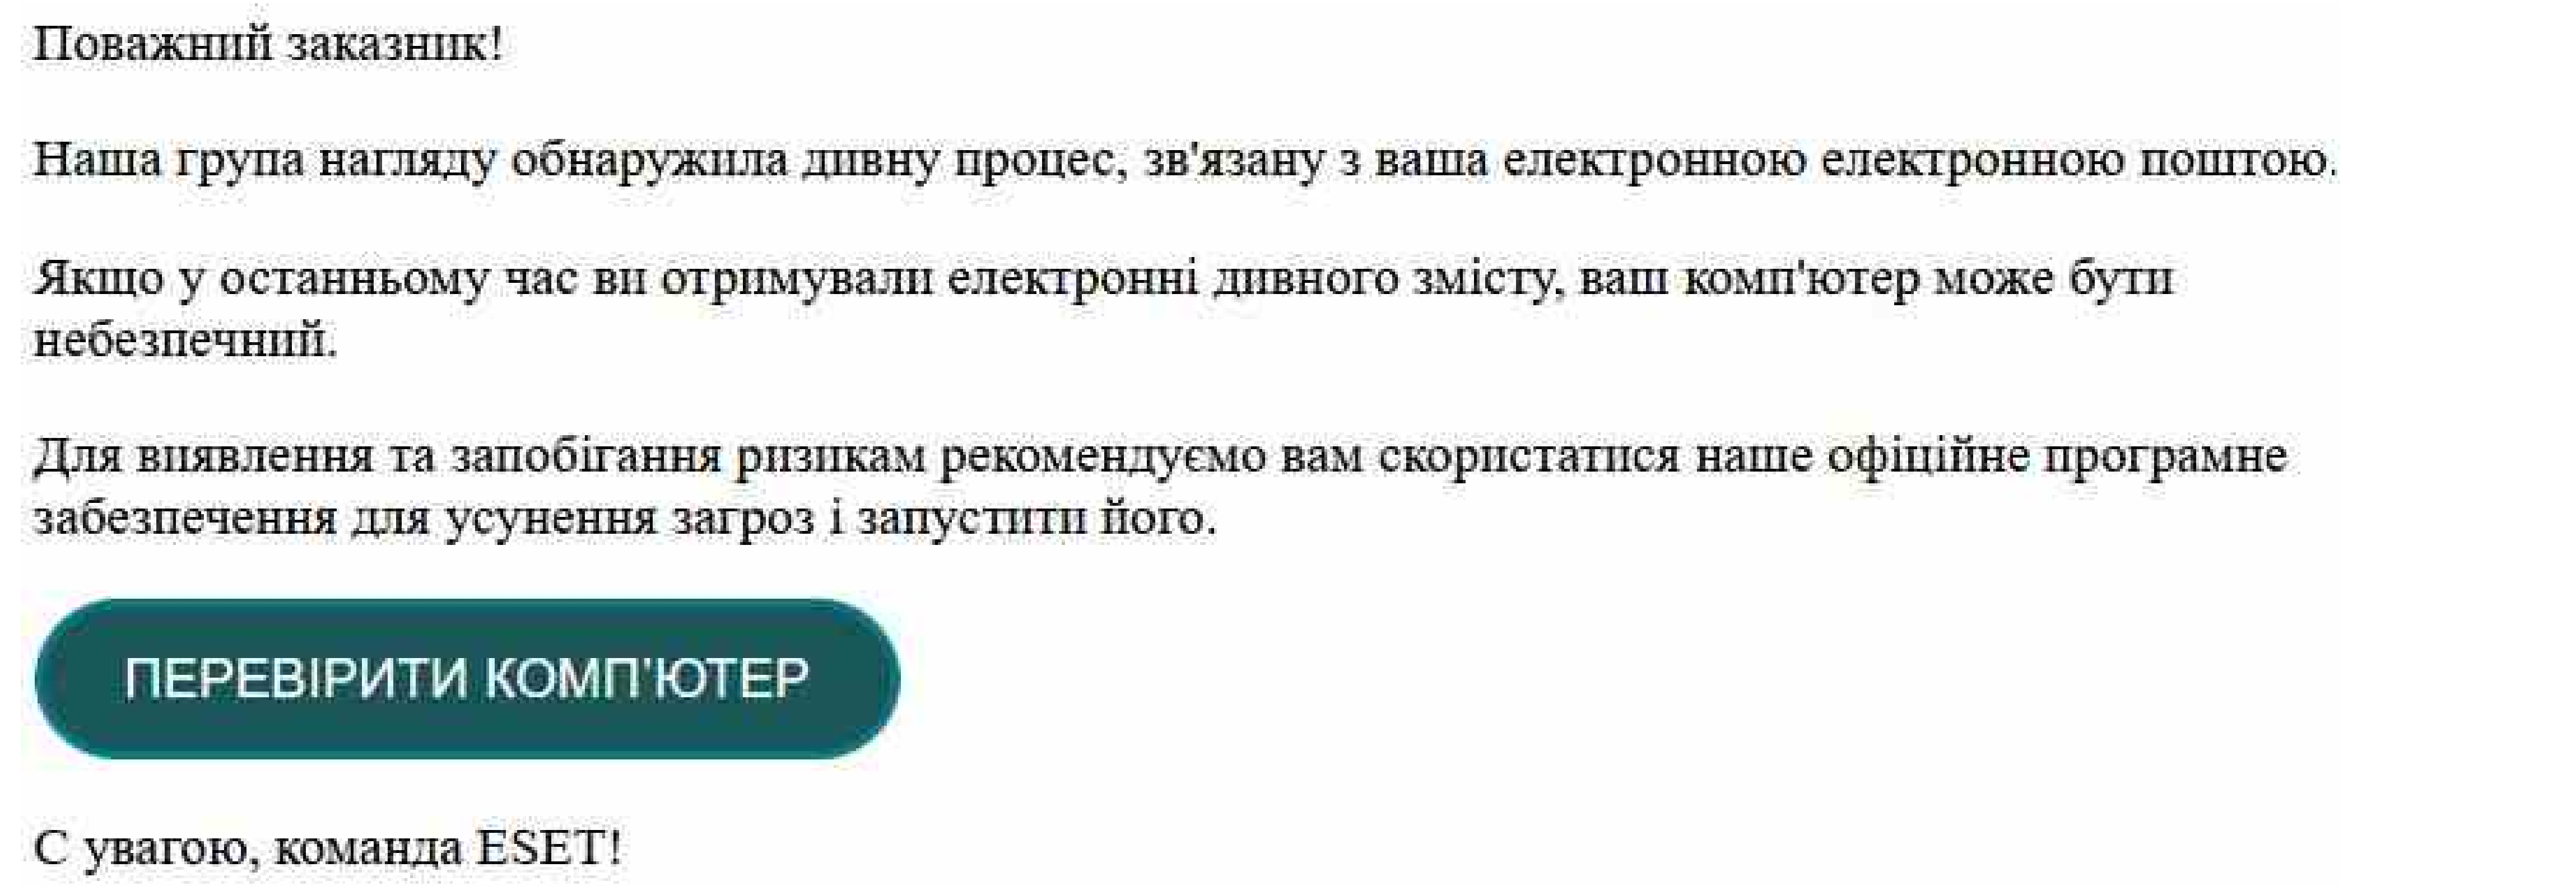 Поважний заказник!
Наша група нагляду обнаружила дивну процес, зв'язану з ваша електронною електронною поштою.
Якщо у останньому час ви отримували електронні дивного змісту, ваш комп'ютер може бути
небезпечний.
Для виявлення та запобігання ризикам рекомендуємо вам скористатися наше офіційне програмне
забезпечення для усунення загроз і запустити його.
ПЕРЕВІРИТИ КОМП'ЮТЕР
С увагою, команда ESET!